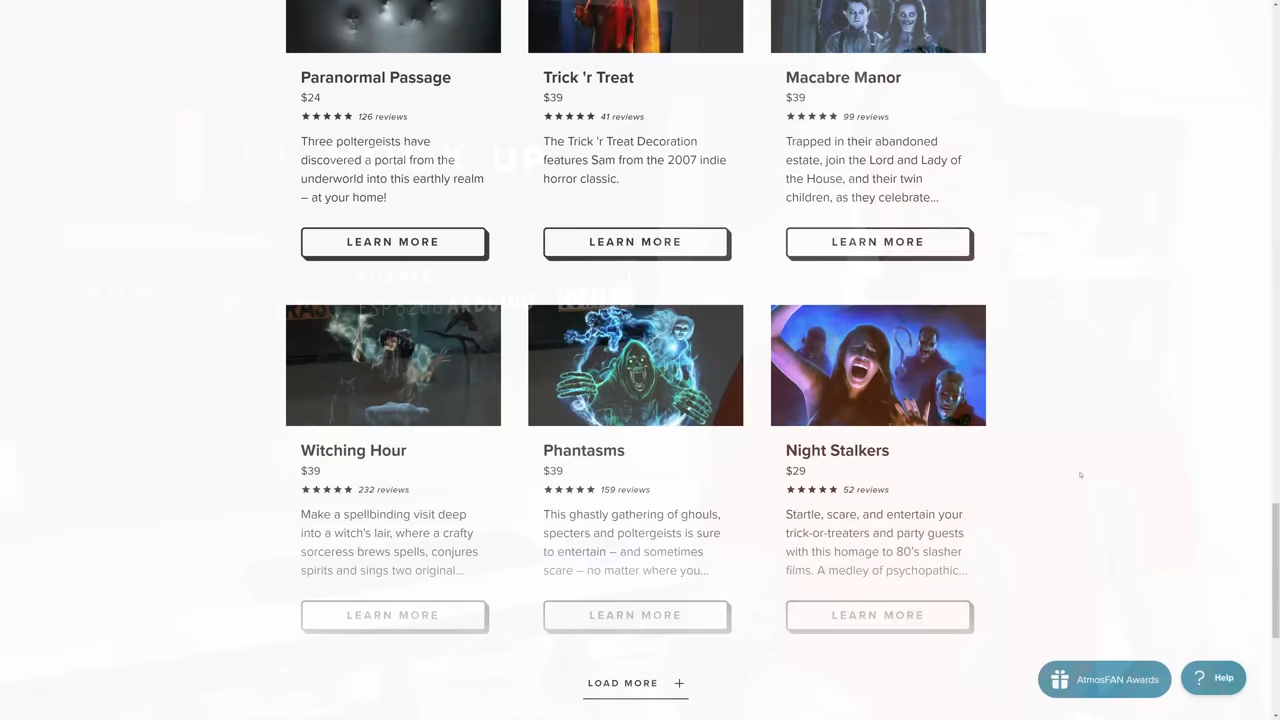 Paranormal Passage
$24
126 reviews
Three poltergeists have
discovered a portal from the
underworld into this earthly realm
– at your home!
LEARN MORE
Trick 'r Treat
$39
41 reviews
The Trick 'r Treat Decoration
features Sam from the 2007 indie
horror classic.
LEARN MORE
Macabre Manor
$39
99 reviews
Trapped in their abandoned
estate, join the Lord and Lady of
the House, and their twin
children, as they celebrate...
LEARN MORE
Witching Hour
$39
232 reviews
Make a spellbinding visit deep
into a witch's lair, where a crafty
sorceress brews spells, conjures
spirits and sings two original...
LEARN MORE
Phantasms
$39
159 reviews
This ghastly gathering of ghouls,
specters and poltergeists is sure
to entertain – and sometimes
scare – no matter where you...
LEARN MORE
Night Stalkers
$29
52 reviews
Startle, scare, and entertain your
trick-or-treaters and party guests
with this homage to 80's slasher
films. A medley of psychopathic...
LEARN MORE
LOAD MORE +
AtmosFAN Awards
? Help
UP
ESP8266 ARDUINO